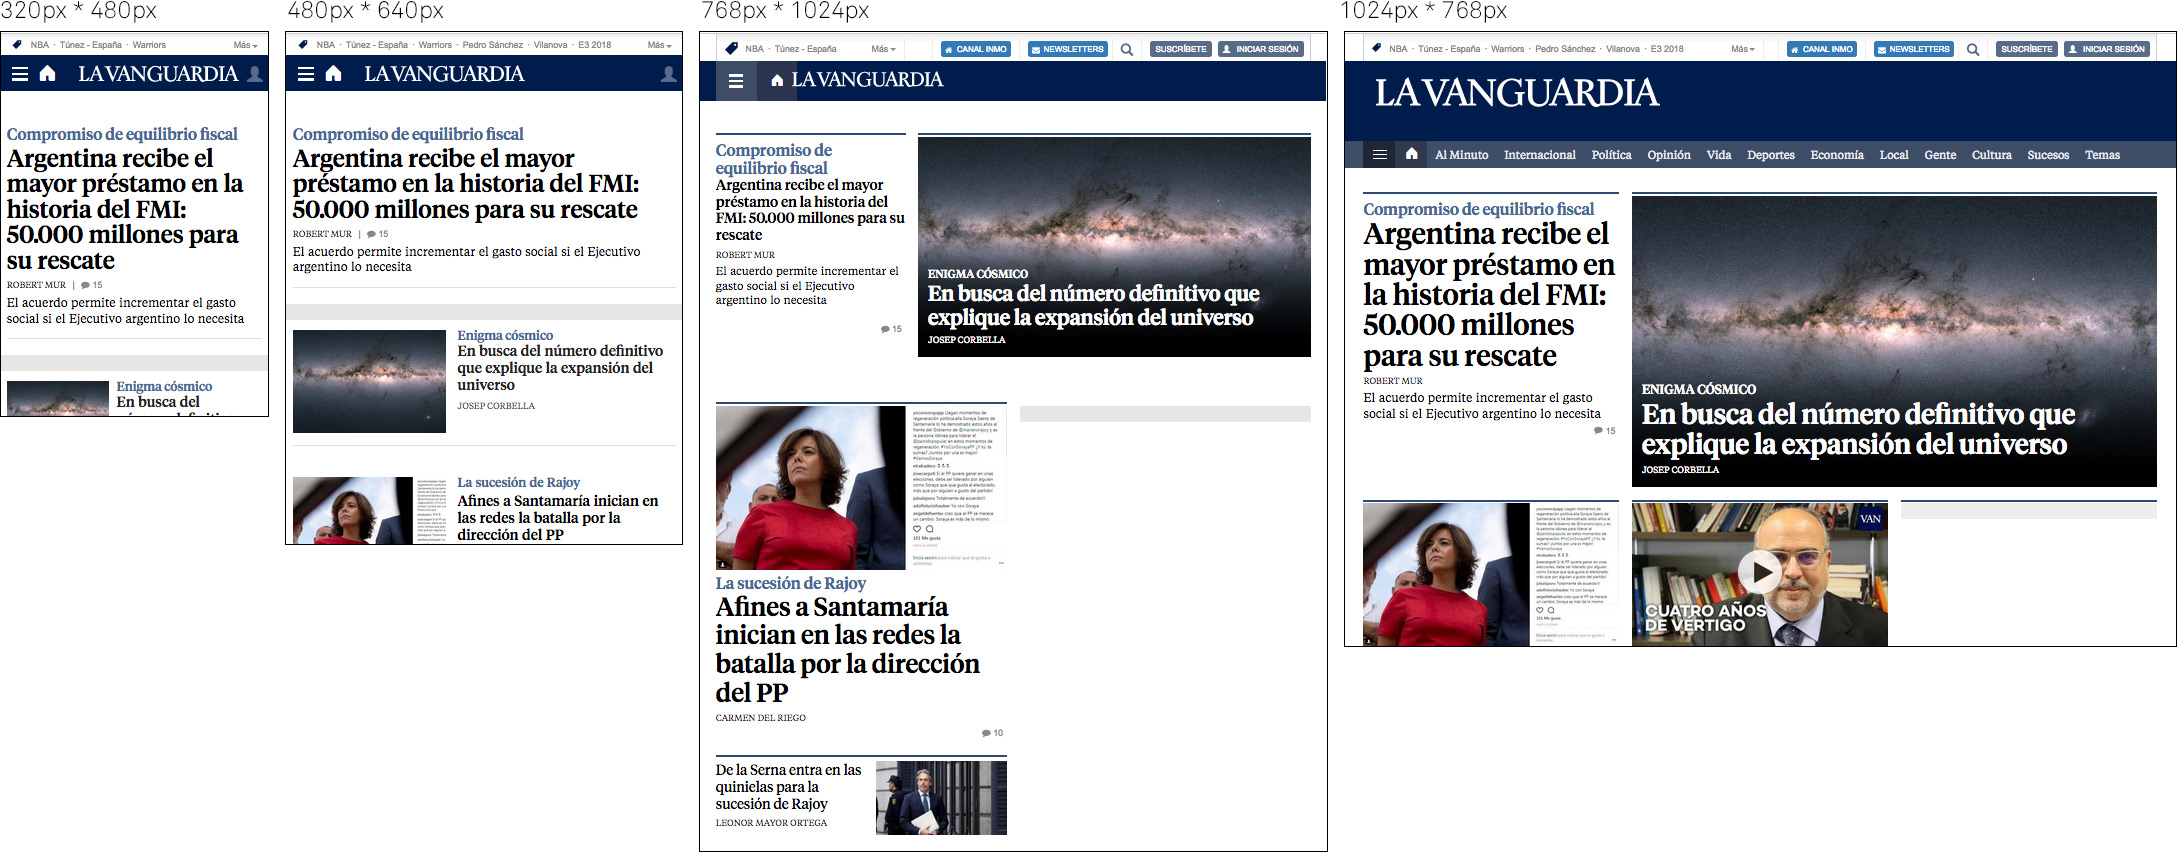 320px * 480px
NBA · Túnez - España · Warriors
Más
LA VANGUARDIA
Compromiso de equilibrio fiscal
Argentina recibe el
mayor préstamo en la
historia del FMI:
50.000 millones para
su rescate
ROBERT MUR | 15
El acuerdo permite incrementar el gasto
social si el Ejecutivo argentino lo necesita
Enigma cósmico
En busca del
480px * 640px
NBA · Túnez - España · Warriors · Pedro Sánchez · Vilanova · E3 2018
Más
LA VANGUARDIA
Compromiso de equilibrio fiscal
Argentina recibe el mayor
préstamo en la historia del FMI:
50.000 millones para su rescate
ROBERT MUR | 15
El acuerdo permite incrementar el gasto social si el Ejecutivo
argentino lo necesita
Enigma cósmico
En busca del número definitivo
que explique la expansión del
universo
JOSEP CORBELLA
La sucesión de Rajoy
Afines a Santamaría inician en
las redes la batalla por la
dirección del PP
768px * 1024px
NBA · Túnez - España
Más
CANAL INMO
NEWSLETTERS
SUSCRÍBETE
INICIAR SESIÓN
LA VANGUARDIA
Compromiso de
equilibrio fiscal
Argentina recibe el mayor
préstamo en la historia del
FMI: 50.000 millones para su
rescate
ROBERT MUR
El acuerdo permite incrementar el
gasto social si el Ejecutivo
argentino lo necesita
15
ENIGMA CÓSMICO
En busca del número definitivo que
explique la expansión del universo
JOSEP CORBELLA
101 Me gusta
La sucesión de Rajoy
Afines a Santamaría
inician en las redes la
batalla por la dirección
del PP
CARMEN DEL RIEGO
10
De la Serna entra en las
quinielas para la
sucesión de Rajoy
LEONOR MAYOR ORTEGA
1024px * 768px
NBA · Túnez - España · Warriors · Pedro Sánchez · Vilanova · E3 2018
Más
CANAL INMO
NEWSLETTERS
SUSCRÍBETE
INICIAR SESIÓN
LA VANGUARDIA
Al Minuto Internacional Política Opinión Vida Deportes Economía Local Gente Cultura Sucesos Temas
Compromiso de equilibrio fiscal
Argentina recibe el
mayor préstamo en
la historia del FMI:
50.000 millones
para su rescate
ROBERT MUR
El acuerdo permite incrementar el gasto
social si el Ejecutivo argentino lo necesita
15
ENIGMA CÓSMICO
En busca del número definitivo que
explique la expansión del universo
JOSEP CORBELLA
101 Me gusta
VAN
CUATRO AÑOS
DE VÉRTIGO